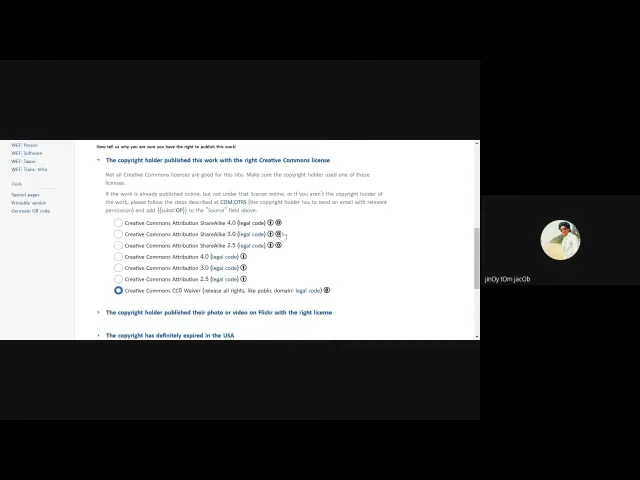 WEF: Person
WEF: Software
WEF: Taxon
WEF: Trans. Infra
Tools
Special pages
Printable version
Generate QR code
Now tell us why you are sure you have the right to publish this work:
The copyright holder published this work with the right Creative Commons license
Not all Creative Commons licenses are good for this site. Make sure the copyright holder used one of these
licenses.
If the work is already published online, but not under that license online, or if you aren't the copyright holder
of the work, please follow the steps described at COM:OTRS (the copyright holder has to send an email with relevant
permission) and add {{subst:OP}} to the "Source" field above.
Creative Commons Attribution ShareAlike 4.0 (legal code)
Creative Commons Attribution ShareAlike 3.0 (legal code)
Creative Commons Attribution ShareAlike 2.5 (legal code)
Creative Commons Attribution 4.0 (legal code)
Creative Commons Attribution 3.0 (legal code)
Creative Commons Attribution 2.5 (legal code)
Creative Commons CC0 Waiver (release all rights, like public domain: legal code)
The copyright holder published their photo or video on Flickr with the right license
The copyright has definitely expired in the USA
jin0y t0m jacOb